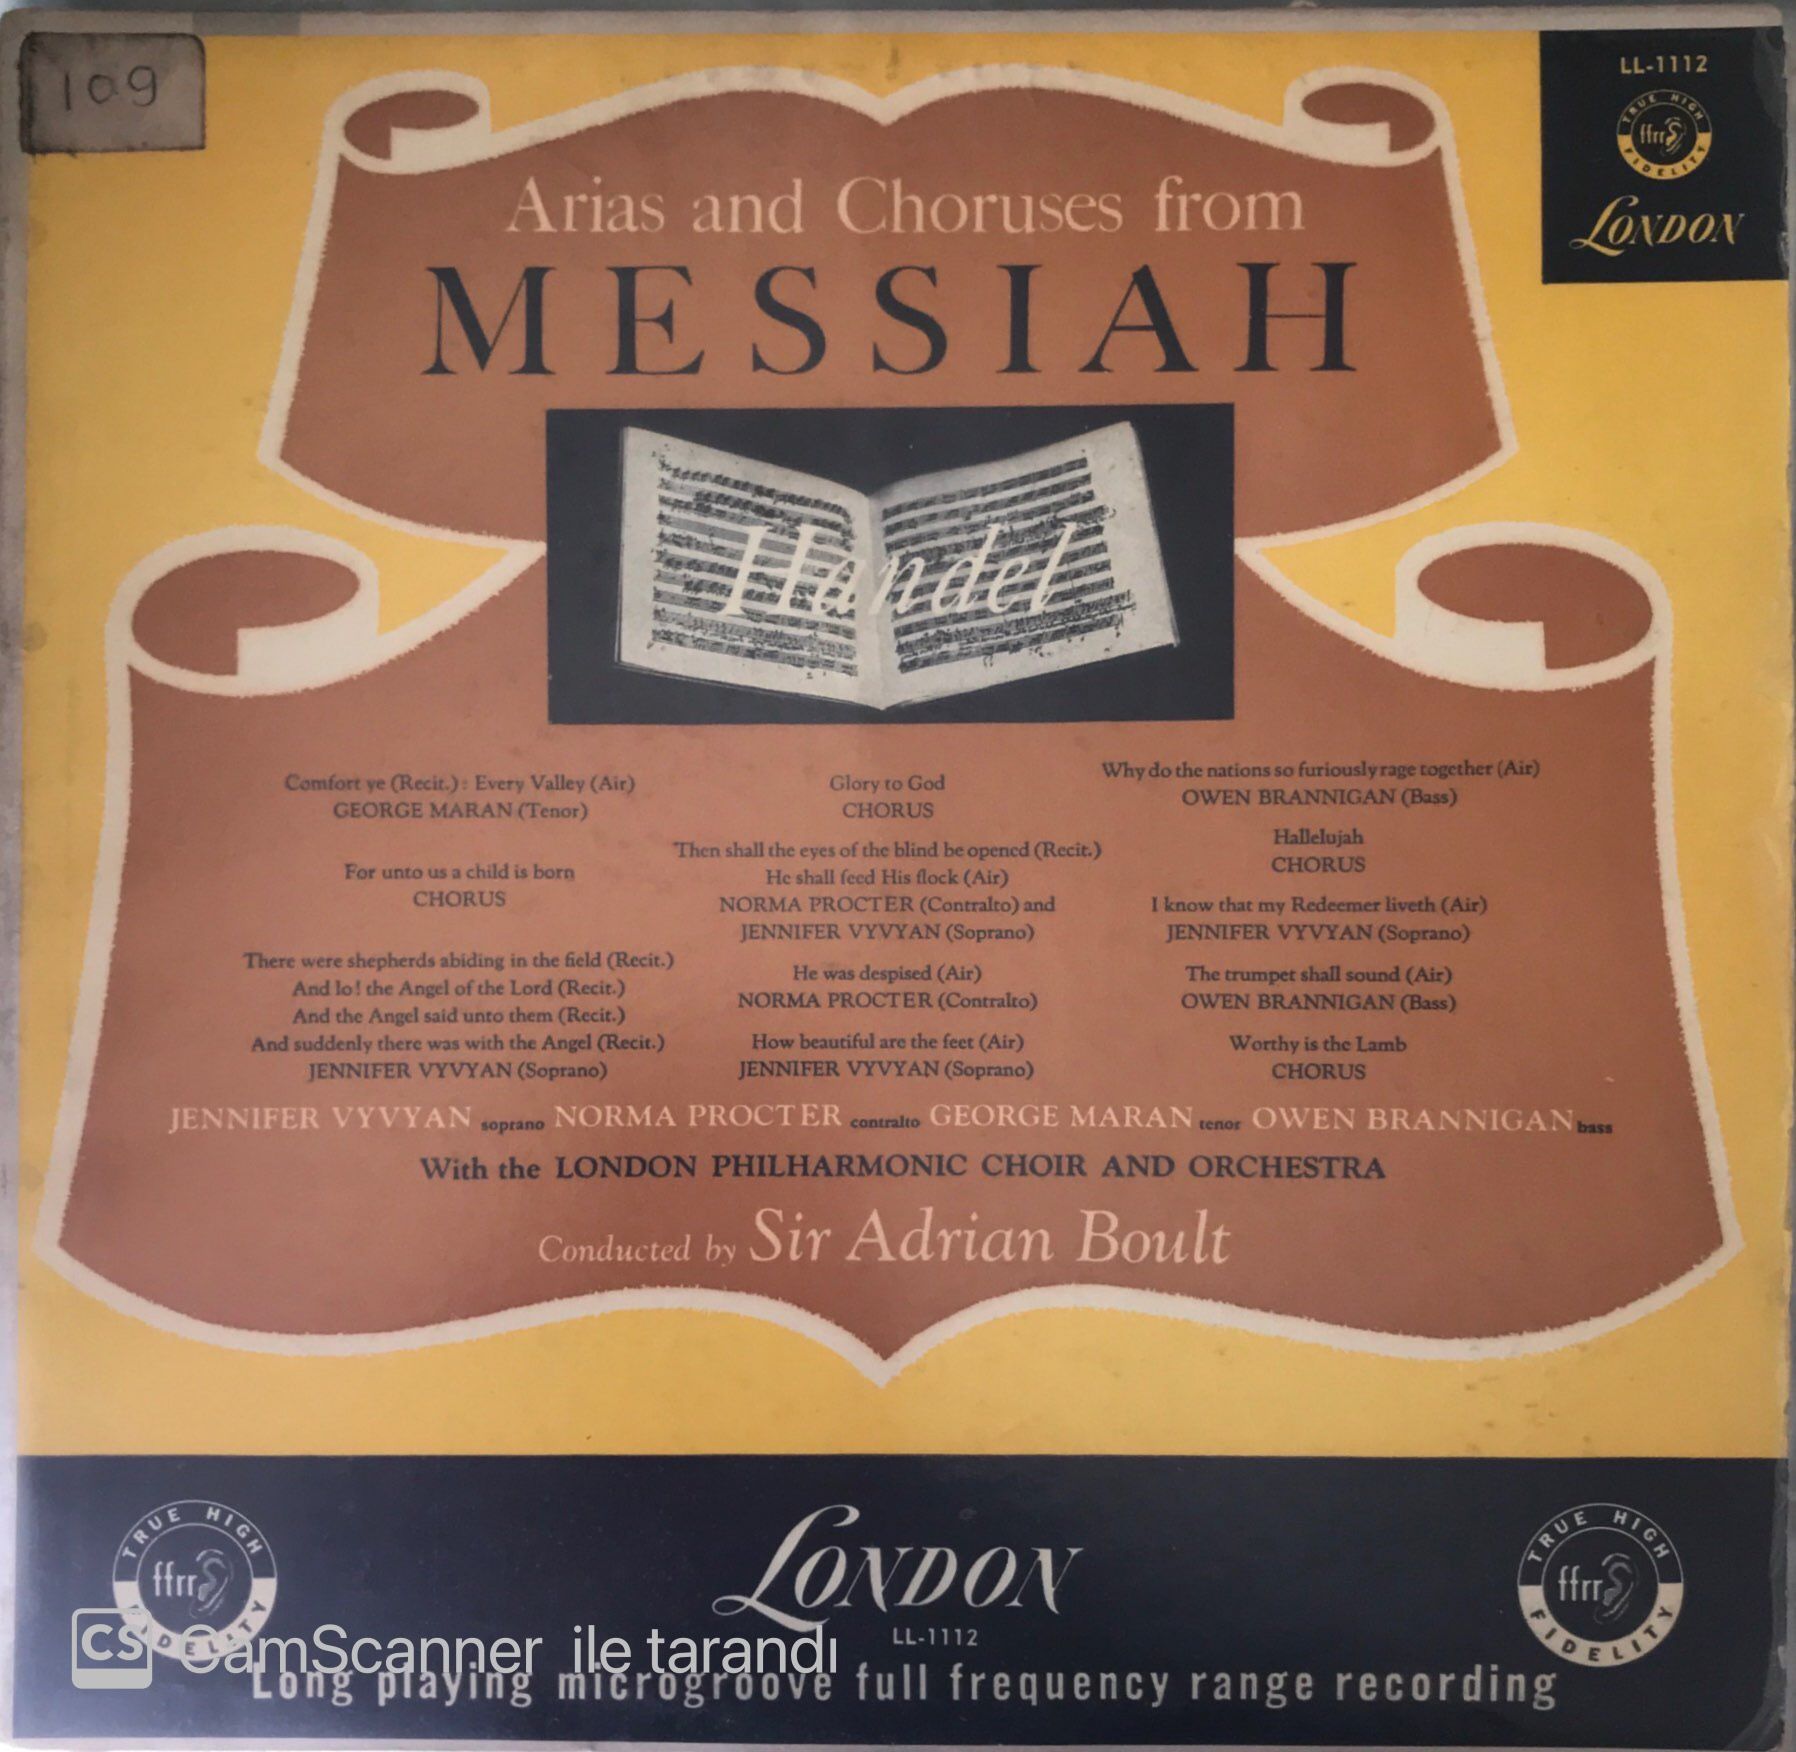 109
LL-1112
TRUE HIGH FIDELITY
ffrr
LONDON
Arias and Choruses from
MESSIAH
Handel
Comfort ye (Recit.) : Every Valley (Air)
GEORGE MARAN (Tenor)
For unto us a child is born
CHORUS
There were shepherds abiding in the field (Recit.)
And lo! the Angel of the Lord (Recit.)
And the Angel said unto them (Recit.)
And suddenly there was with the Angel (Recit.)
JENNIFER VYVYAN (Soprano)
Glory to God
CHORUS
Then shall the eyes of the blind be opened (Recit.)
He shall feed His flock (Air)
NORMA PROCTER (Contralto) and
JENNIFER VYVYAN (Soprano)
He was despised (Air)
NORMA PROCTER (Contralto)
How beautiful are the feet (Air)
JENNIFER VYVYAN (Soprano)
Why do the nations so furiously rage together (Air)
OWEN BRANNIGAN (Bass)
Hallelujah
CHORUS
I know that my Redeemer liveth (Air)
JENNIFER VYVYAN (Soprano)
The trumpet shall sound (Air)
OWEN BRANNIGAN (Bass)
Worthy is the Lamb
CHORUS
JENNIFER VYVYAN soprano NORMA PROCTER contralto GEORGE MARAN tenor OWEN BRANNIGAN bass
With the LONDON PHILHARMONIC CHOIR AND ORCHESTRA
Conducted by Sir Adrian Boult
TRUE HIGH FIDELITY
ffrr
LONDON
LL-1112
TRUE HIGH FIDELITY
ffrr
CS CamScanner ile tarandı
Long playing microgroove full frequency range recording